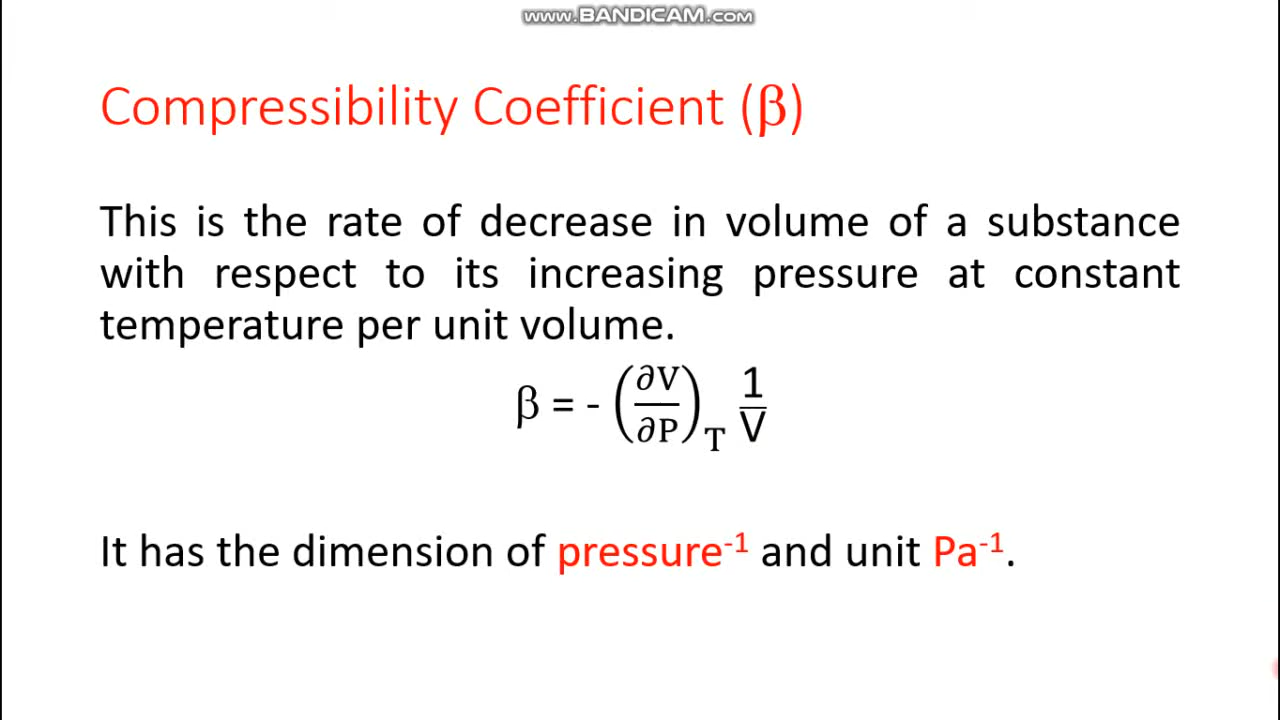 www.BANDICAM.com
Compressibility Coefficient (β)
This is the rate of decrease in volume of a substance
with respect to its increasing pressure at constant
temperature per unit volume.
β = - (∂V/∂P)_T 1/V
It has the dimension of pressure⁻¹ and unit Pa⁻¹.